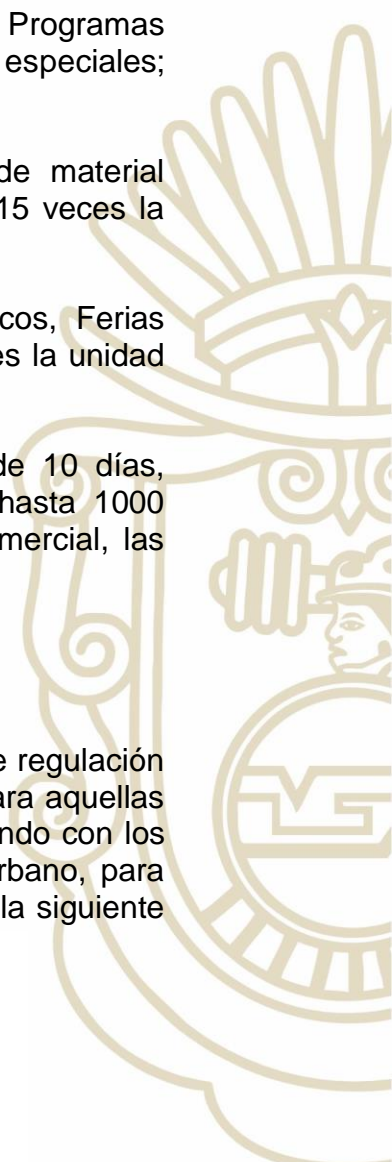 Programas
especiales;
de material
15 veces la
cos, Ferias
es la unidad
de 10 días,
hasta 1000
mercial, las
e regulación
ara aquellas
ndo con los
rbano, para
la siguiente